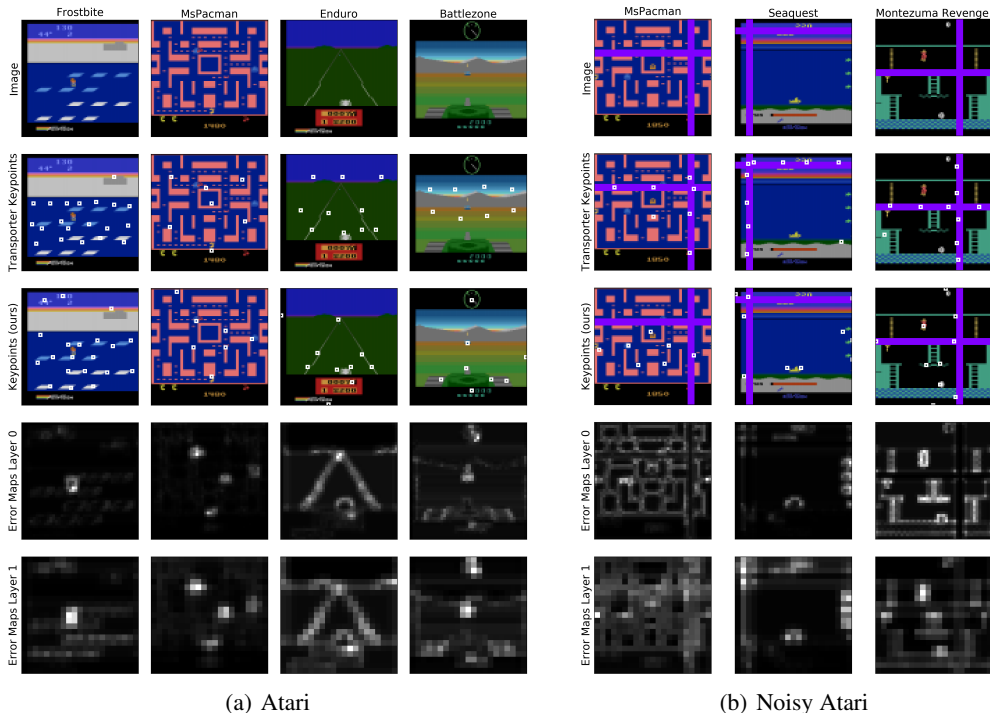 Frostbite MsPacman Enduro Battlezone MsPacman Seaquest Montezuma Revenge
Image
Transporter Keypoints
Keypoints (ours)
Error Maps Layer 0
Error Maps Layer 1
Image
Transporter Keypoints
Keypoints (ours)
Error Maps Layer 0
Error Maps Layer 1
(a) Atari
(b) Noisy Atari